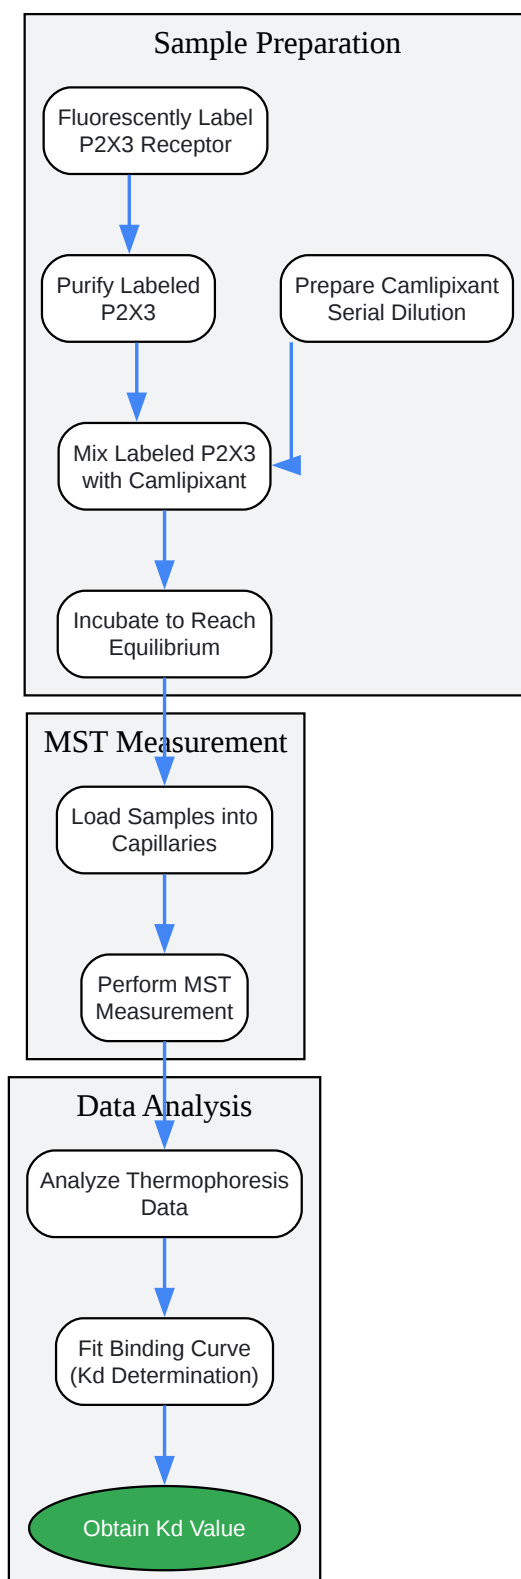 Sample Preparation
Fluorescently Label
P2X3 Receptor
Purify Labeled
P2X3
Prepare Camlipixant
Serial Dilution
Mix Labeled P2X3
with Camlipixant
Incubate to Reach
Equilibrium
MST Measurement
Load Samples into
Capillaries
Perform MST
Measurement
Data Analysis
Analyze Thermophoresis
Data
Fit Binding Curve
(Kd Determination)
Obtain Kd Value